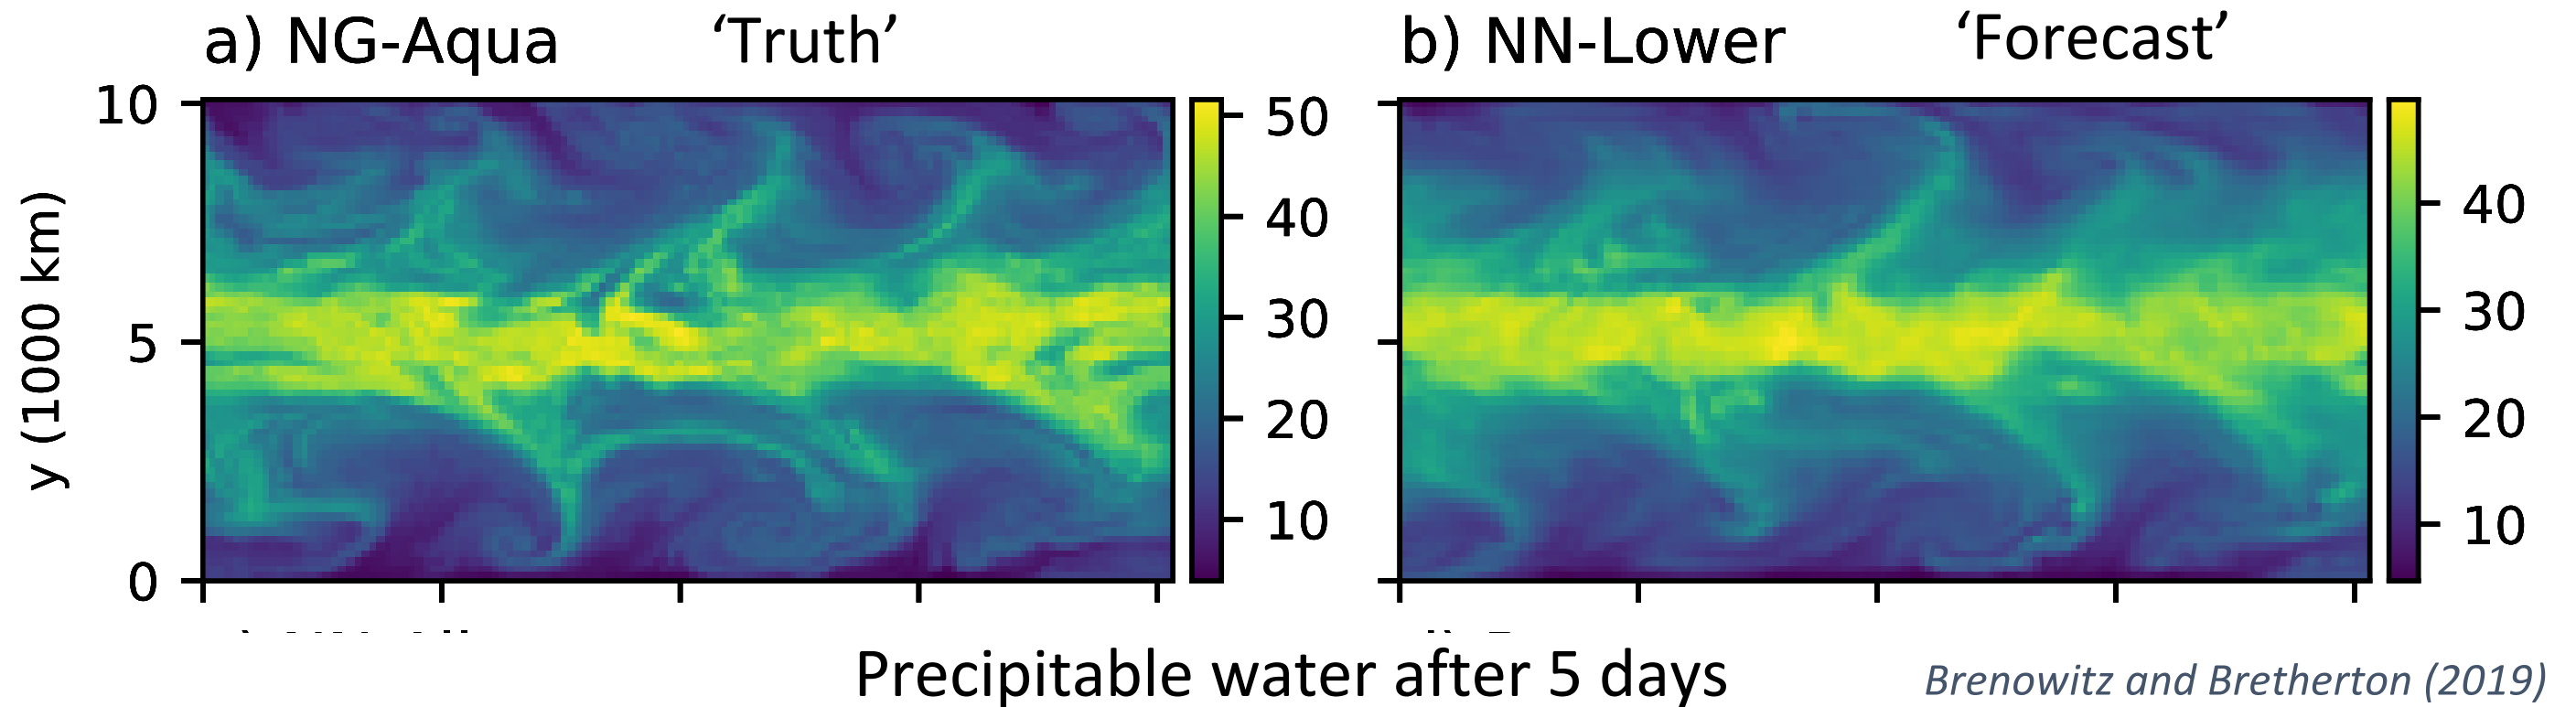 a) NG-Aqua ‘Truth’
b) NN-Lower ‘Forecast’
10
5
0
y (1000 km)
50
40
30
20
10
40
30
20
10
Precipitable water after 5 days
Brenowitz and Bretherton (2019)